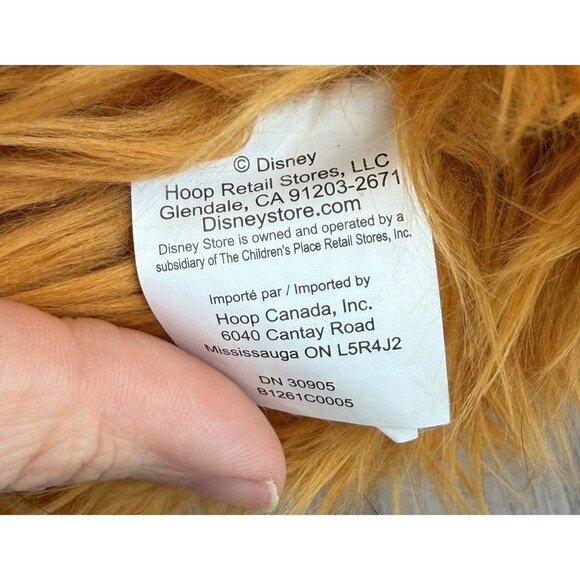 © Disney
Hoop Retail Stores, LLC
Glendale, CA 91203-2671
Disneystore.com
Disney Store is owned and operated by a
subsidiary of The Children's Place Retail Stores, Inc.
Importé par / Imported by
Hoop Canada, Inc.
6040 Cantay Road
Mississauga ON L5R4J2
DN 30905
B1261C0005